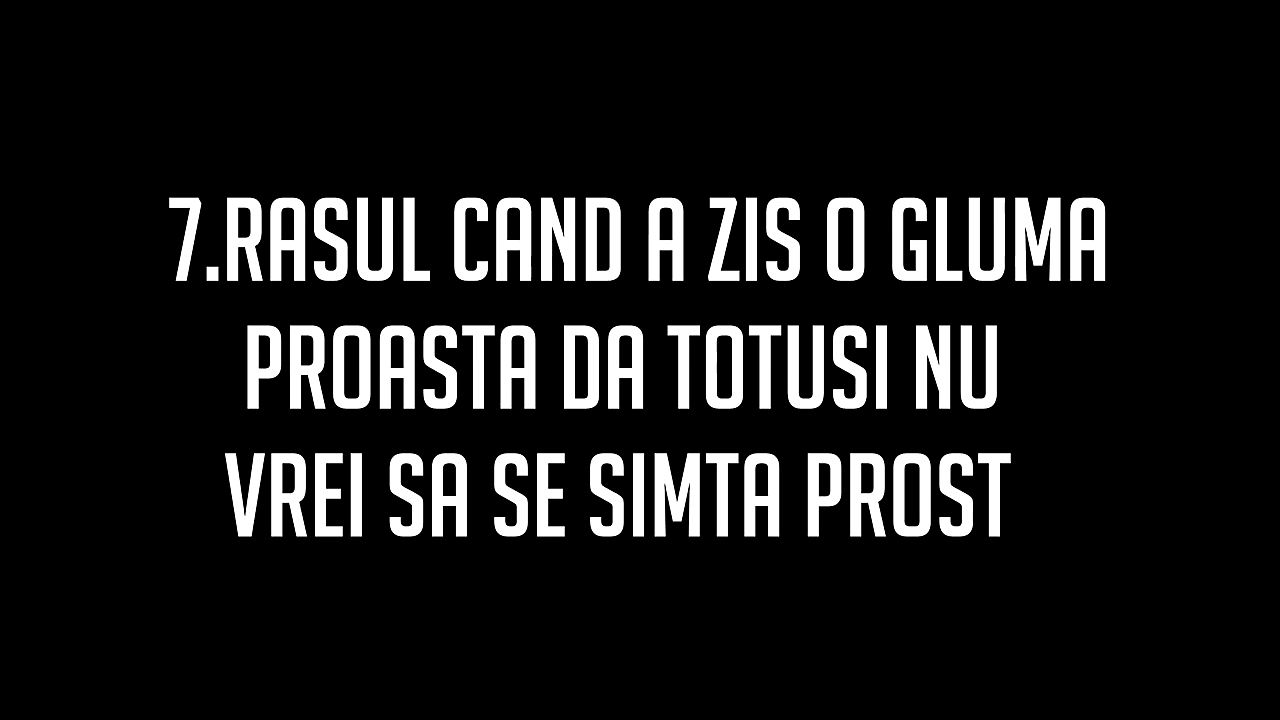 7.RASUL CAND A ZIS O GLUMA
PROASTA DA TOTUSI NU
VREI SA SE SIMTA PROST